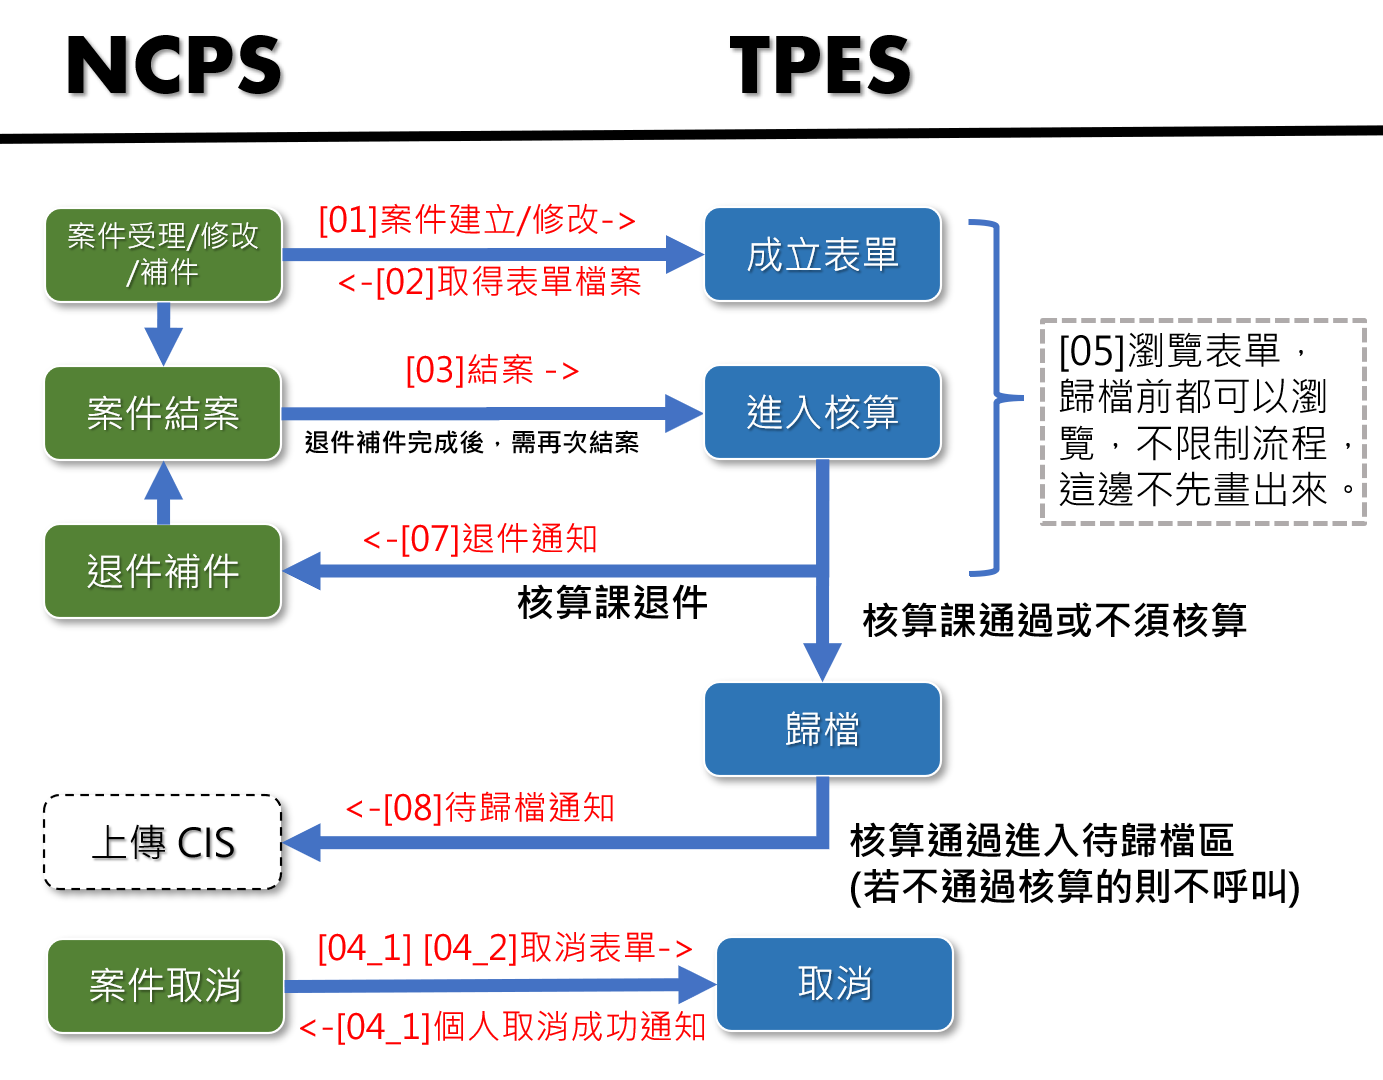 NCPS
TPES
案件受理/修改
/補件
[01]案件建立/修改->
<-[02]取得表單檔案
成立表單
案件結案
[03]結案 ->
退件補件完成後，需再次結案
進入核算
[05]瀏覽表單，
歸檔前都可以瀏
覽，不限制流程，
這邊不先畫出來。
退件補件
<-[07]退件通知
核算課退件
核算課通過或不須核算
歸檔
上傳 CIS
<-[08]待歸檔通知
核算通過進入待歸檔區
(若不通過核算的則不呼叫)
案件取消
[04_1] [04_2]取消表單->
<-[04_1]個人取消成功通知
取消